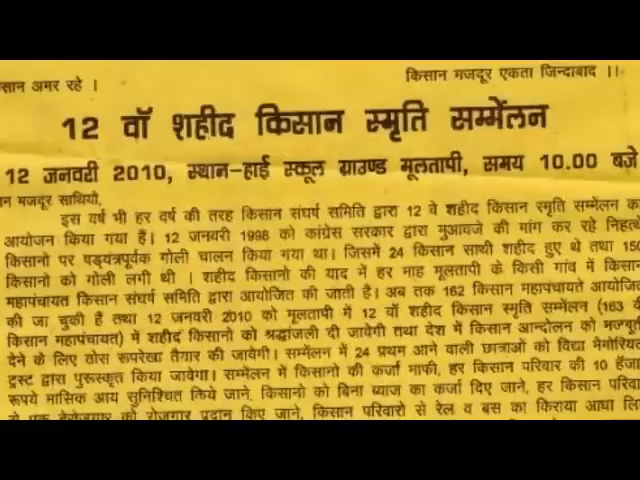 सान अमर रहे ।
किसान मजदूर एकता जिन्दाबाद ।।
12 वॉ शहीद किसान स्मृति सम्मेंलन
12 जनवरी 2010, स्थान-हाई स्कूल ग्राउण्ड मूलतापी, समय 10.00 बजे
ान मजदूर साथियो,
इस वर्ष भी हर वर्ष की तरह किसान संघर्ष समिति द्वारा 12 वे शहीद किसान स्मृति सम्मेंलन का
आयोजन किया गया हैं। 12 जनवरी 1998 को कांग्रेस सरकार द्वारा मुआवजे की मांग कर रहे निहत्थे
किसानों पर षड़्यंत्रपूर्वक गोली चालन किया गया था। जिसमें 24 किसान साथी शहीद हुए थे तथा 150
किसानो को गोली लगी थी । शहीद किसानो की याद में हर माह मूलतापी के किसी गांव में किसान
महापंचायत किसान संघर्ष समिति द्वारा आयोजित की जाती है। अब तक 162 किसान महापंचायते आयोजित
की जा चुकी है तथा 12 जनवरी 2010 को मूलतापी में 12 वॉ शहीद किसान स्मृति सम्मेंलन (163 वी
किसान महापंचायत) में शहीद किसानो को श्रद्धांजली दी जावेगी तथा देश में किसान आन्दोलन को मजबूत
देने के लिए ठोस रूपरेखा तैयार की जावेगी। सम्मेंलन में 24 प्रथम आने वाली छात्राओं को विद्या मेमोरियल
ट्रस्ट द्वारा पुरूस्कृत किया जावेगा। सम्मेलन में किसानो की कर्जा माफी, हर किसान परिवार की 10 हॅजा
रूपये मासिक आय सुनिश्चित किये जाने, किसानो को बिना ब्याज का कर्जा दिए जाने, हर किसान परिवा
से एक बेरोजगार को रोजगार प्रदान किए जाने, किसान परिवारो से रेल व बस का किराया आधा लि